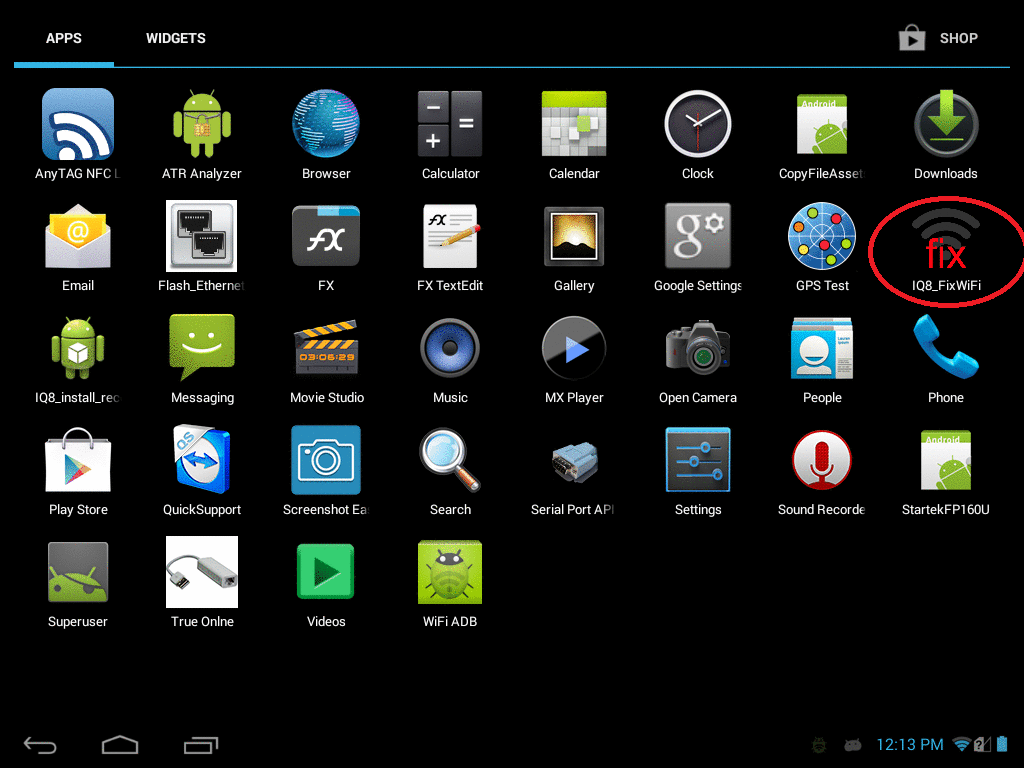 APPS WIDGETS SHOP
AnyTAG NFC L ATR Analyzer Browser Calculator Calendar Clock CopyFileAsset Downloads
Email Flash_Ethernet FX FX TextEdit Gallery Google Settings GPS Test IQ8_FixWiFi
fix
IQ8_install_rec Messaging Movie Studio Music MX Player Open Camera People Phone
03:06:29
Play Store QuickSupport Screenshot Ea Search Serial Port API Settings Sound Recorde StartekFP160U
QS
Android
Android
Superuser True Onlne Videos WiFi ADB
12:13 PM